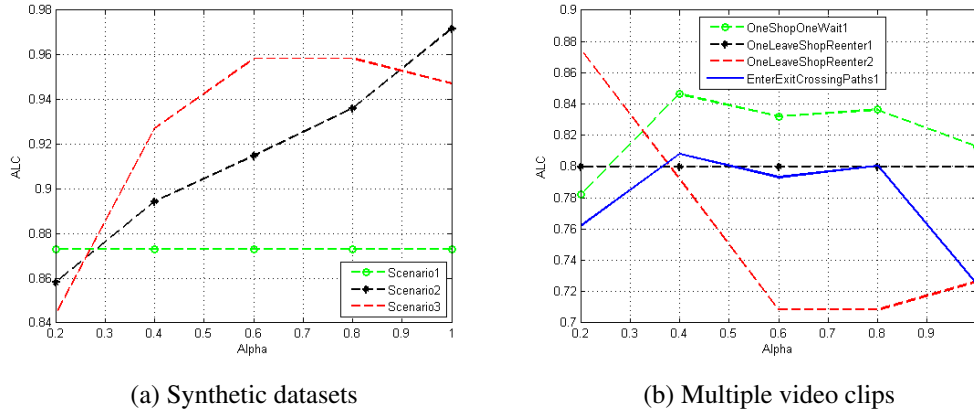 0.98
0.96
0.94
0.92
0.9
0.88
0.86
0.84
ALC
0.2 0.3 0.4 0.5 0.6 0.7 0.8 0.9 1
Alpha
Scenario1
Scenario2
Scenario3
(a) Synthetic datasets
0.9
0.88
0.86
0.84
0.82
0.8
0.78
0.76
0.74
0.72
0.7
ALC
0.2 0.3 0.4 0.5 0.6 0.7 0.8 0.9
Alpha
OneShopOneWait1
OneLeaveShopReenter1
OneLeaveShopReenter2
EnterExitCrossingPaths1
(b) Multiple video clips